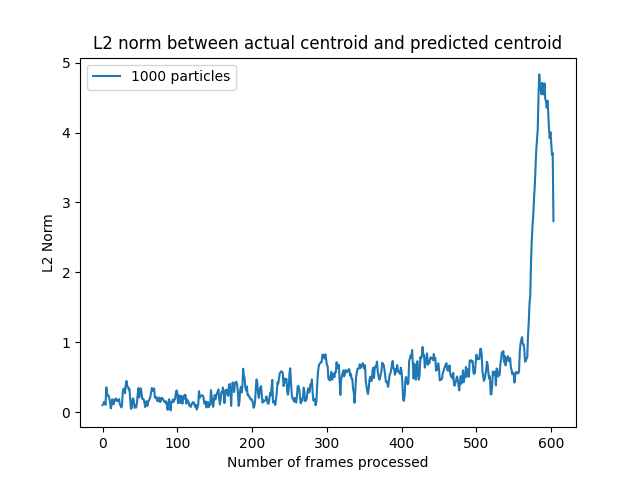 L2 norm between actual centroid and predicted centroid
1000 particles
5
4
3
2
1
0
L2 Norm
0 100 200 300 400 500 600
Number of frames processed